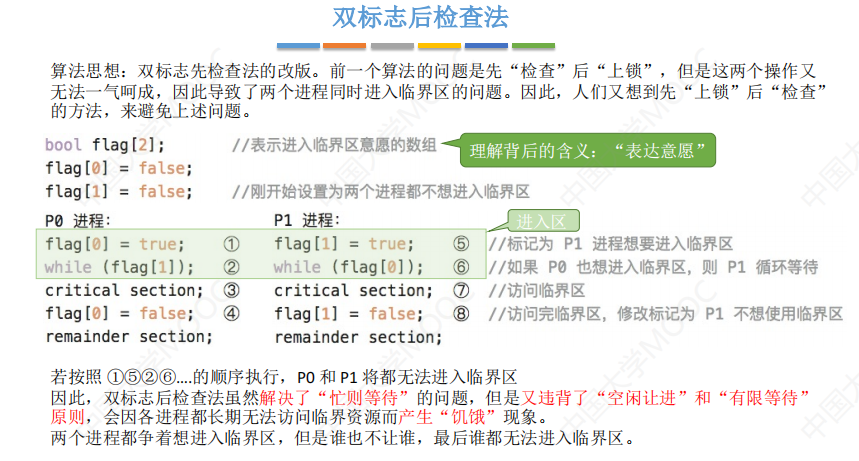 双标志后检查法
算法思想：双标志先检查法的改版。前一个算法的问题是先“检查”后“上锁”，但是这两个操作又
无法一气呵成，因此导致了两个进程同时进入临界区的问题。因此，人们又想到先“上锁”后“检查”
的方法，来避免上述问题。
bool flag[2]; //表示进入临界区意愿的数组
理解背后的含义：“表达意愿”
flag[0] = false;
flag[1] = false; //刚开始设置为两个进程都不想进入临界区
P0 进程: P1 进程:
进入区
flag[0] = true; ① flag[1] = true; ⑤ //标记为 P1 进程想要进入临界区
while (flag[1]); ② while (flag[0]); ⑥ //如果 P0 也想进入临界区，则 P1 循环等待
critical section; ③ critical section; ⑦ //访问临界区
flag[0] = false; ④ flag[1] = false; ⑧ //访问完临界区，修改标记为 P1 不想使用临界区
remainder section; remainder section;
若按照 ①⑤②⑥....的顺序执行，P0 和 P1 将都无法进入临界区
因此，双标志后检查法虽然解决了“忙则等待”的问题，但是又违背了“空闲让进”和“有限等待”
原则，会因各进程都长期无法访问临界资源而产生“饥饿”现象。
两个进程都争着想进入临界区，但是谁也不让谁，最后谁都无法进入临界区。
中国大学MOOC